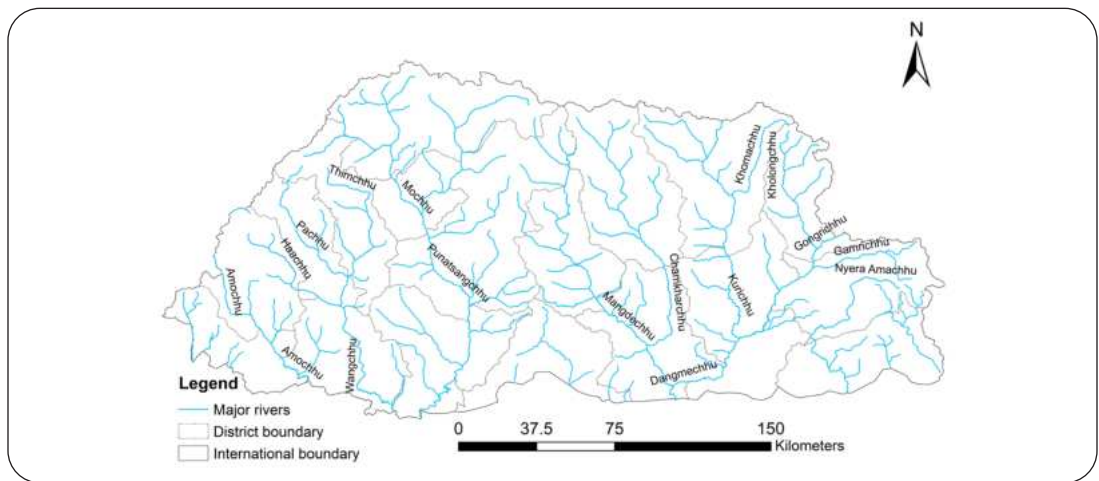 N
Khomachhu
Kholongchhu
Thimchhu
Mochhu
Pachhu
Haachhu
Gongrichhu
Gamrichhu
Nyera Amachhu
Amochhu
Punatsangchhu
Chamkharchhu
Kurichhu
Mangdechhu
Amochhu
Wangchhu
Dangmechhu
Legend
Major rivers
District boundary
International boundary
0 37.5 75 150
Kilometers